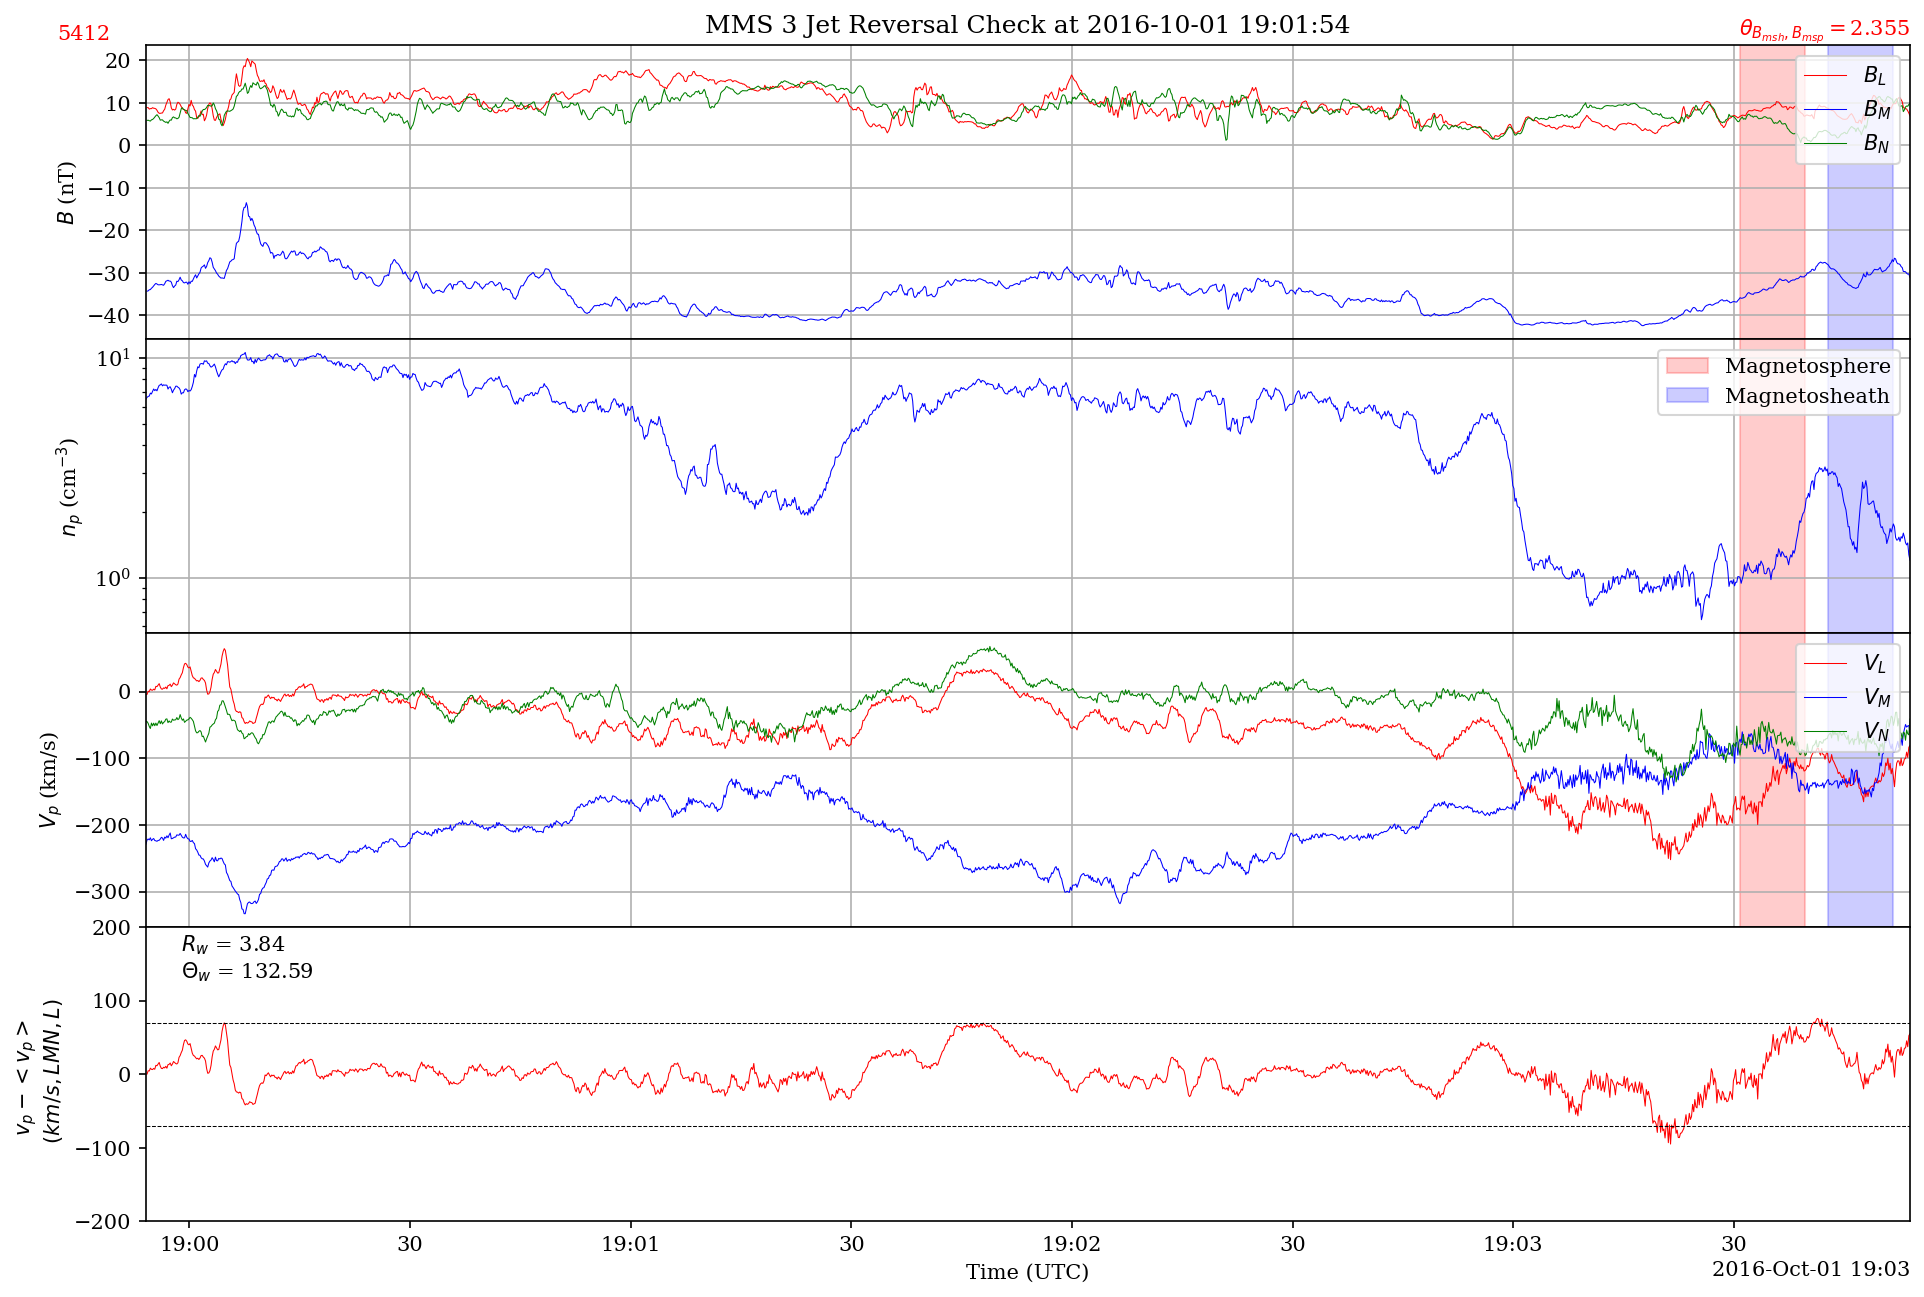 5412
MMS 3 Jet Reversal Check at 2016-10-01 19:01:54
θ_{B_{msh}, B_{msp}} = 2.355
20
10
0
−10
−20
−30
−40
B (nT)
B_L
B_M
B_N
10^1
10^0
n_p (cm^{-3})
Magnetosphere
Magnetosheath
0
−100
−200
−300
V_p (km/s)
V_L
V_M
V_N
200
100
0
−100
−200
v_p − < v_p >
(km/s, LMN, L)
R_w = 3.84
Θ_w = 132.59
19:00 30 19:01 30 19:02 30 19:03 30
Time (UTC)
2016-Oct-01 19:03